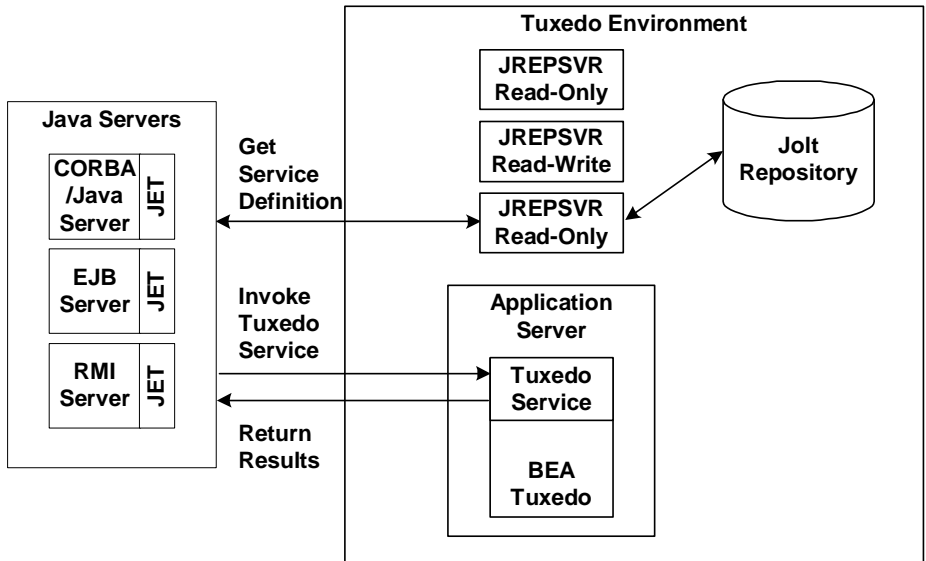 Tuxedo Environment
JREPSVR
Read-Only
JREPSVR
Read-Write
JREPSVR
Read-Only
Jolt
Repository
Java Servers
CORBA
/Java
Server
JET
EJB
Server
JET
RMI
Server
JET
Get
Service
Definition
Invoke
Tuxedo
Service
Return
Results
Application
Server
Tuxedo
Service
BEA
Tuxedo